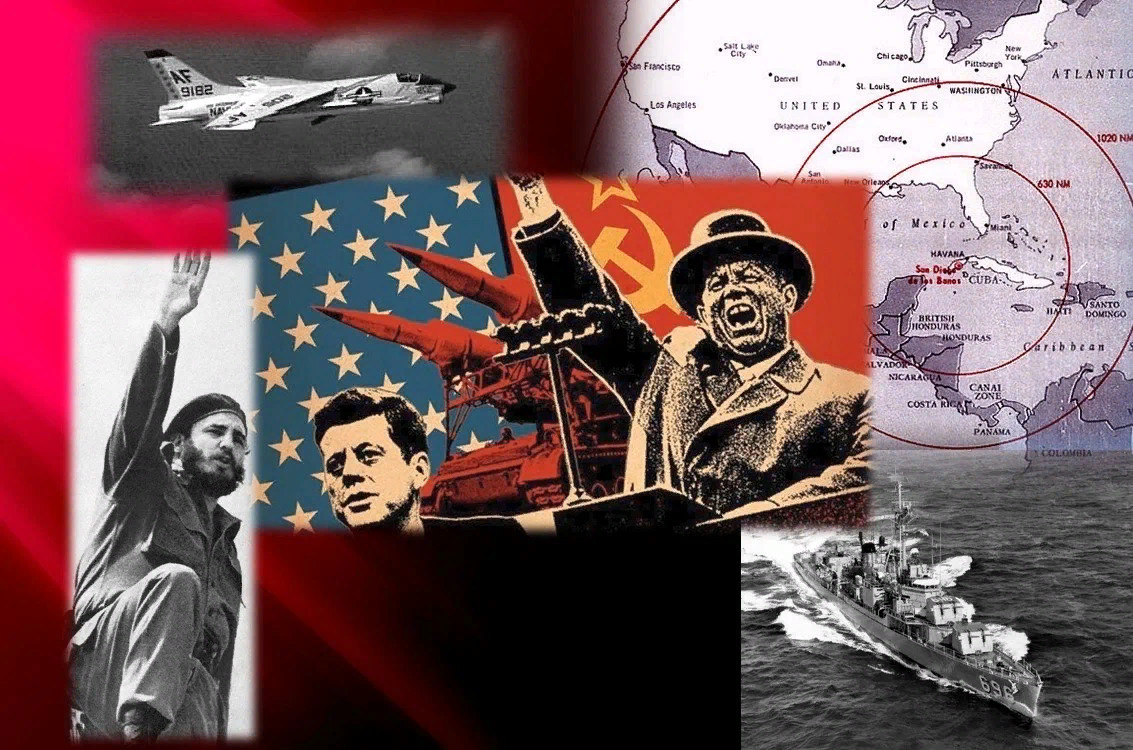 AF
9182
NAVY
Salt Lake
City
San Francisco
Los Angeles
Denver
Omaha
Chicago
St. Louis
Cincinnati
Pittsburgh
New
York
WASHINGTON
ATLANTIC
UNITED STATES
Oklahoma City
Dallas
Oxford
Atlanta
Savannah
San
Antonio
New Orleans
1020 NM
630 NM
of Mexico
Miami
HAVANA
San Diego
de los Banos
CUBA
HAITI
SANTO
DOMINGO
BRITISH
HONDURAS
HONDURAS
Caribbean S
ALVADOR
NICARAGUA
COSTA RICA
CANAL
ZONE
PANAMA
COLOMBIA
696